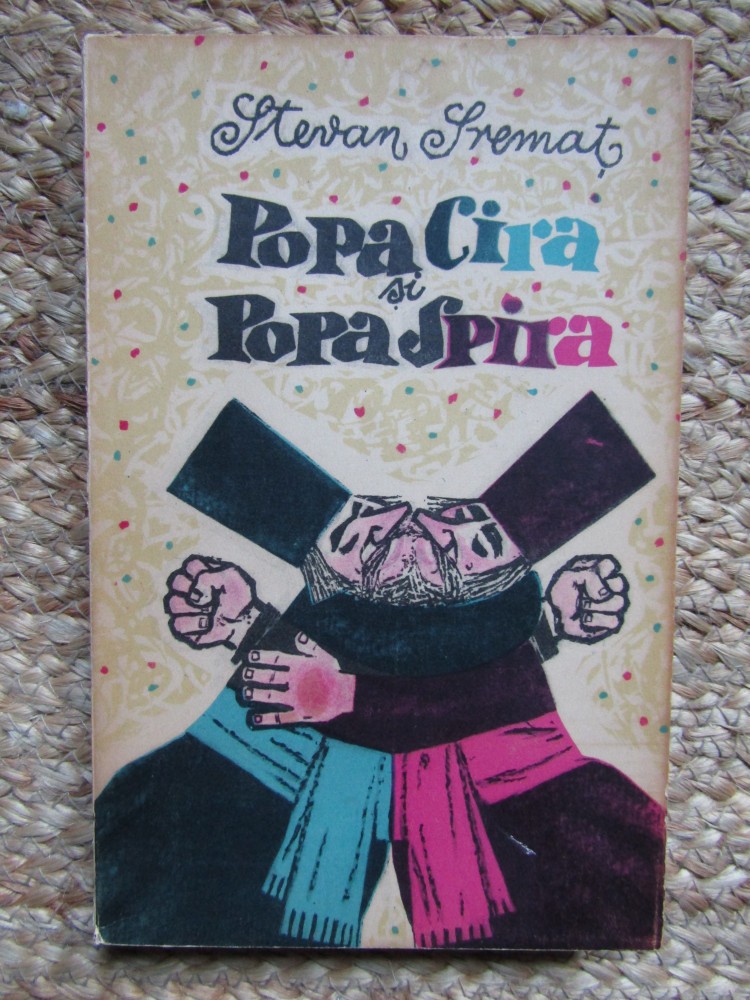 Stevan Sremaț
Popa Cira
și
Popa Spira